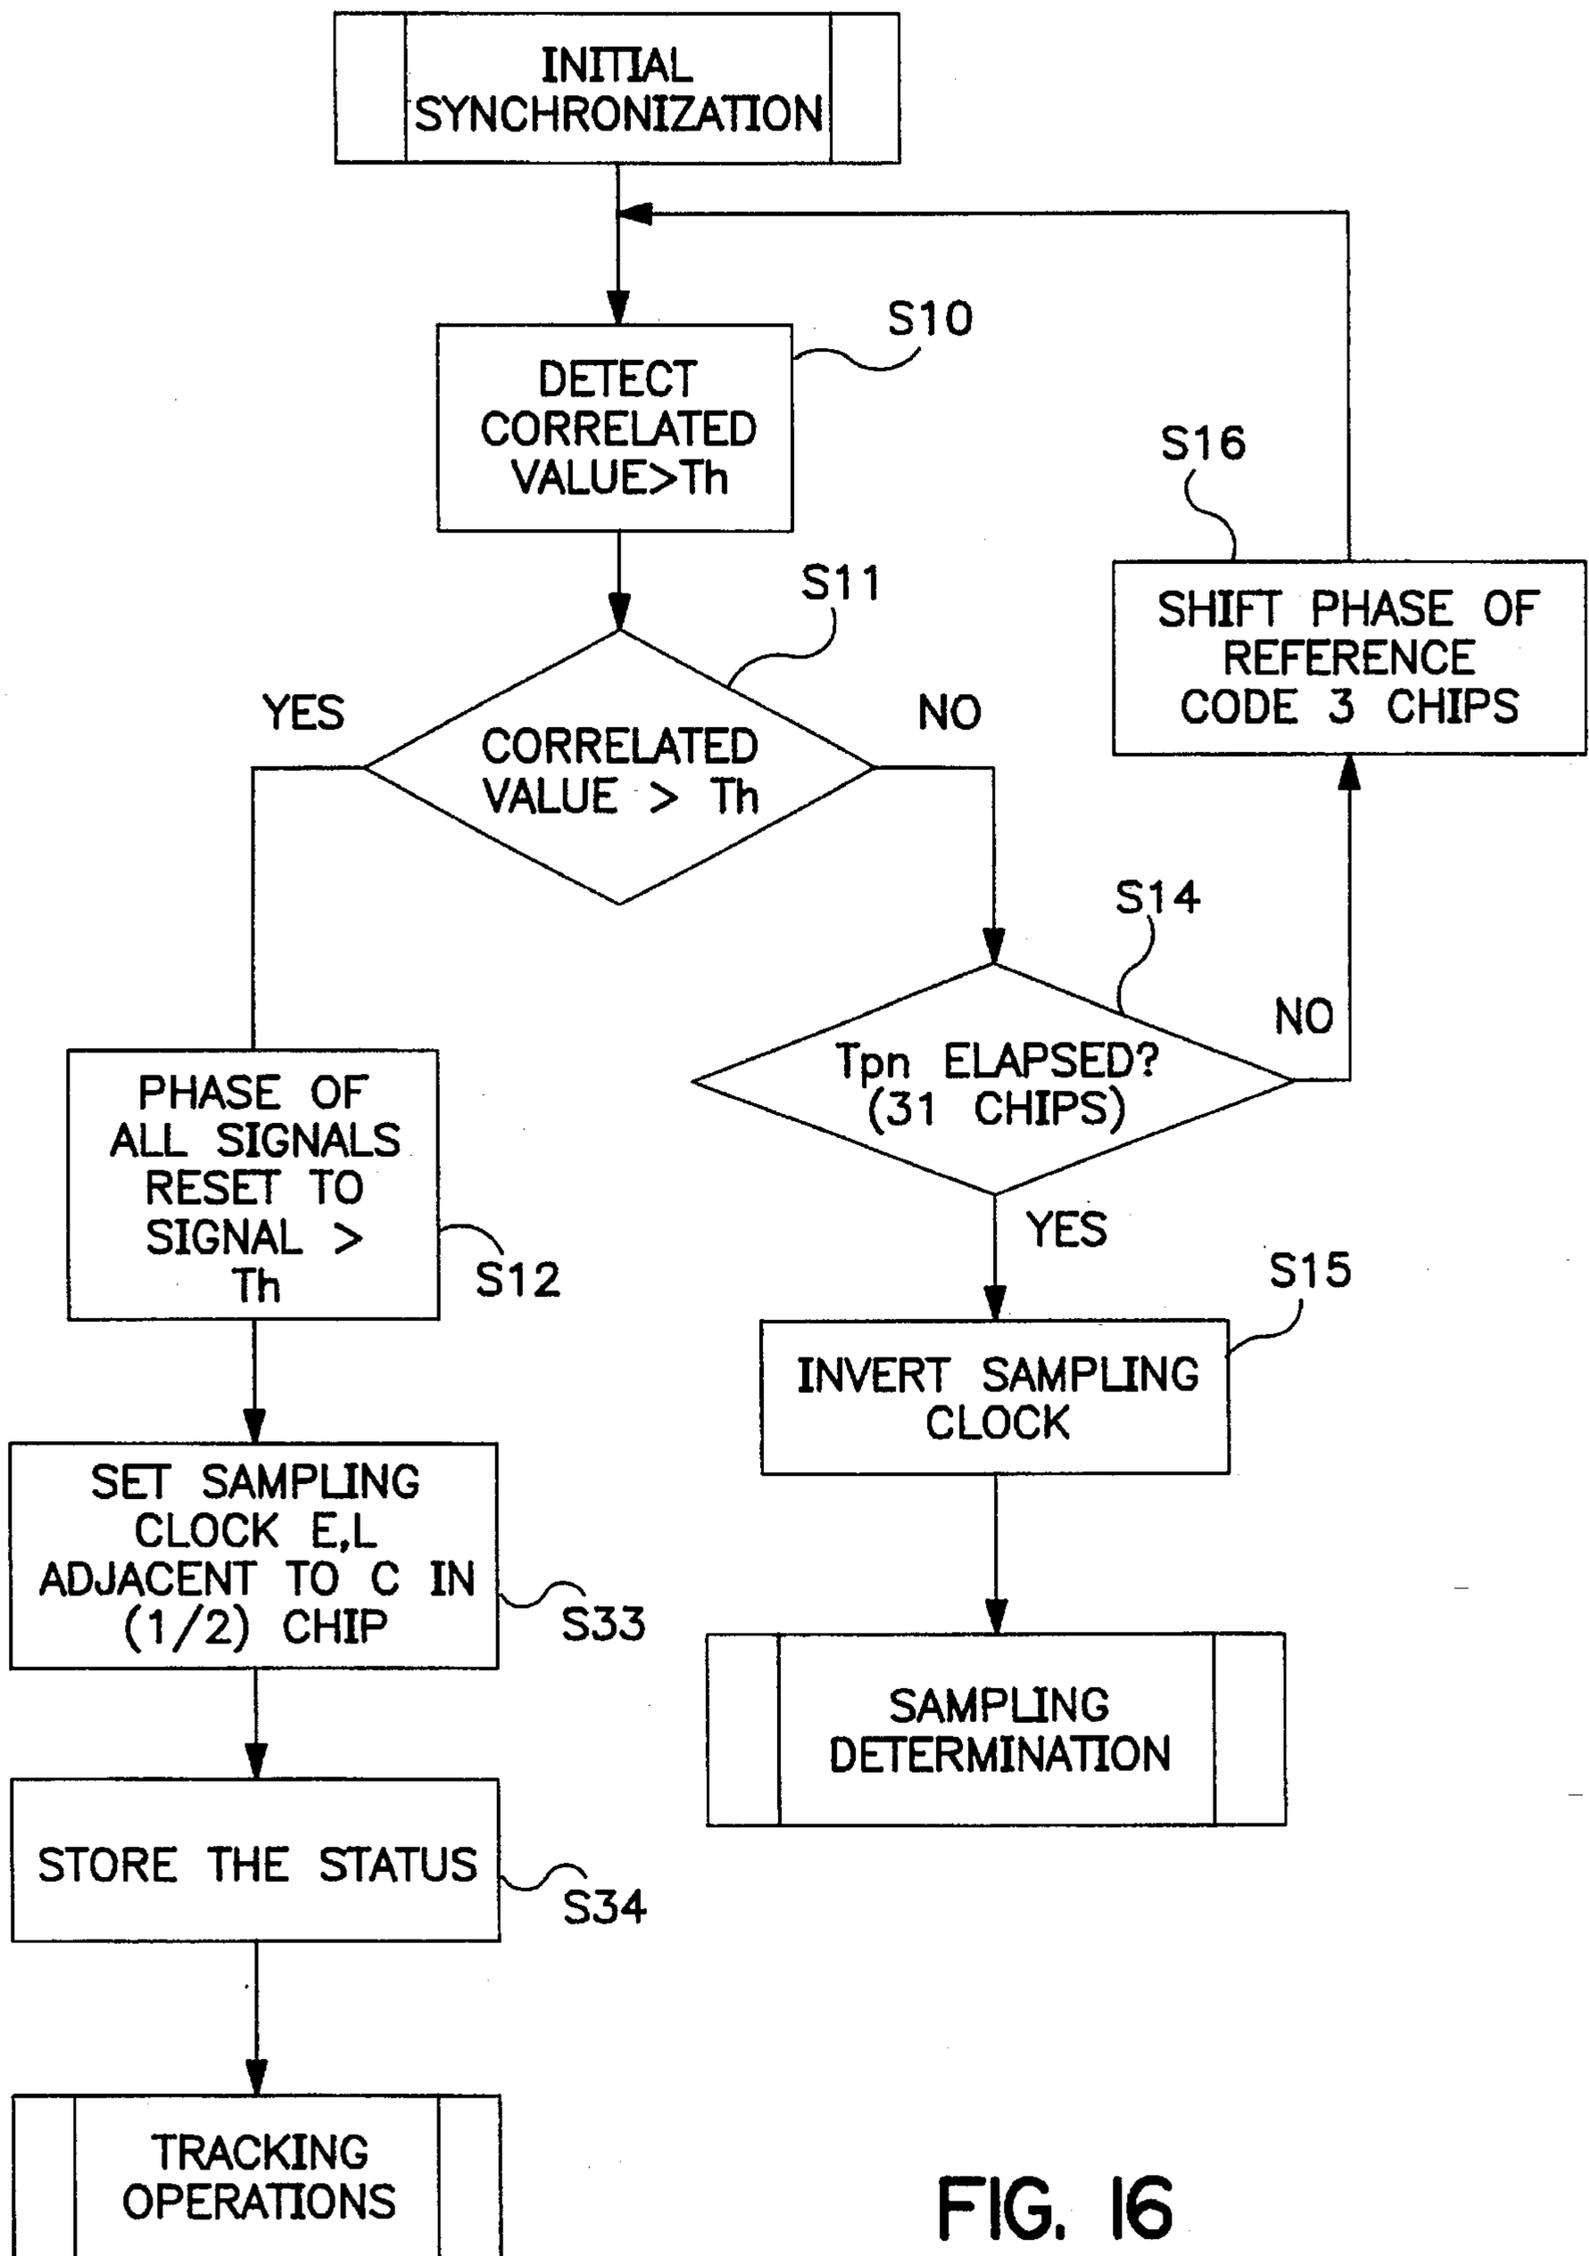 INITIAL
SYNCHRONIZATION
S10
DETECT
CORRELATED
VALUE>Th
S16
SHIFT PHASE OF
REFERENCE
CODE 3 CHIPS
S11
YES
NO
CORRELATED
VALUE > Th
S14
NO
Tpn ELAPSED?
(31 CHIPS)
YES
PHASE OF
ALL SIGNALS
RESET TO
SIGNAL >
Th
S12
S15
INVERT SAMPLING
CLOCK
SET SAMPLING
CLOCK E,L
ADJACENT TO C IN
(1/2) CHIP
S33
SAMPLING
DETERMINATION
STORE THE STATUS
S34
TRACKING
OPERATIONS
FIG. 16